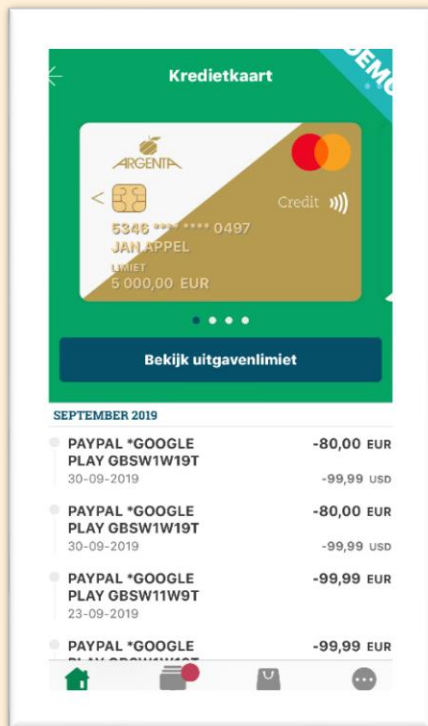 DEMO
Kredietkaart
ARGENTA
Credit
5346 **** **** 0497
JAN APPEL
LIMIET
5 000,00 EUR
Bekijk uitgavenlimiet
SEPTEMBER 2019
PAYPAL *GOOGLE -80,00 EUR
PLAY GBSW1W19T
30-09-2019 -99,99 USD
PAYPAL *GOOGLE -80,00 EUR
PLAY GBSW1W19T
30-09-2019 -99,99 USD
PAYPAL *GOOGLE -99,99 EUR
PLAY GBSW11W9T
23-09-2019
PAYPAL *GOOGLE -99,99 EUR